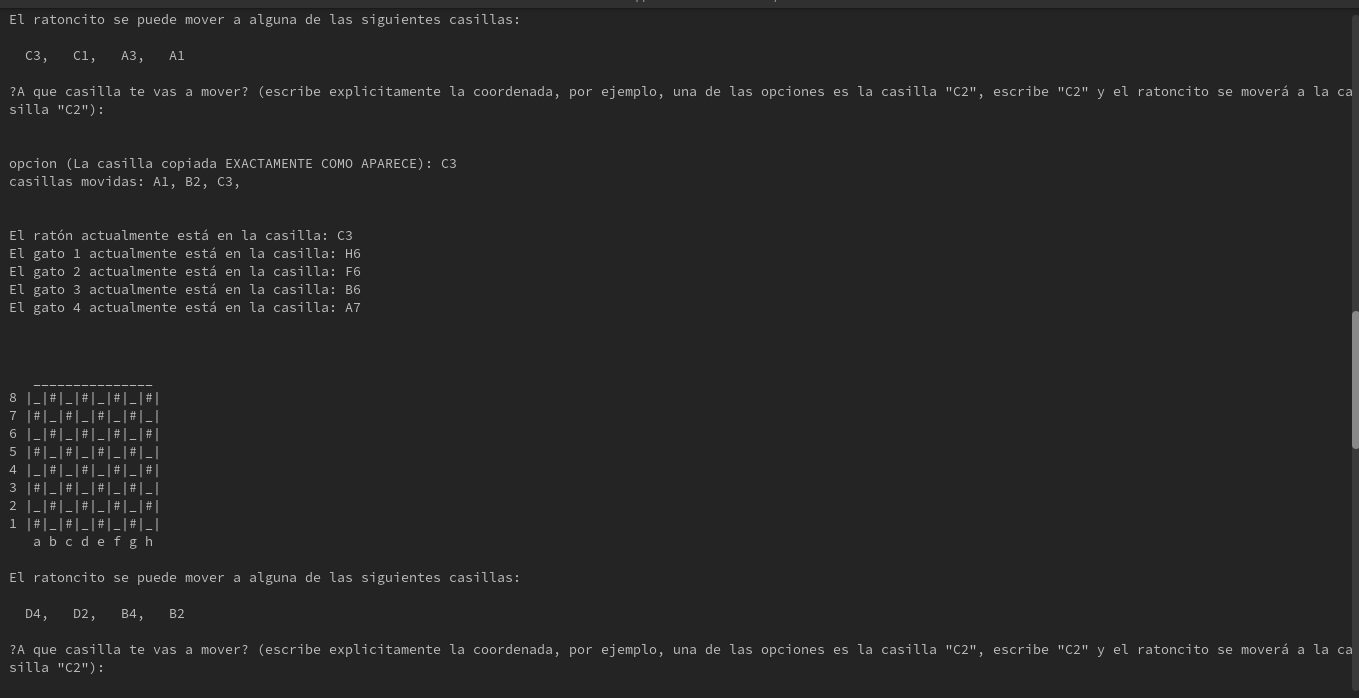 El ratoncito se puede mover a alguna de las siguientes casillas:
C3,   C1,   A3,   A1
?A que casilla te vas a mover? (escribe explicitamente la coordenada, por ejemplo, una de las opciones es la casilla "C2", escribe "C2" y el ratoncito se moverá a la ca
silla "C2"):
opcion (La casilla copiada EXACTAMENTE COMO APARECE): C3
casillas movidas: A1, B2, C3,
El ratón actualmente está en la casilla: C3
El gato 1 actualmente está en la casilla: H6
El gato 2 actualmente está en la casilla: F6
El gato 3 actualmente está en la casilla: B6
El gato 4 actualmente está en la casilla: A7
_______________
8 |_|#|_|#|_|#|_|#|
7 |#|_|#|_|#|_|#|_|
6 |_|#|_|#|_|#|_|#|
5 |#|_|#|_|#|_|#|_|
4 |_|#|_|#|_|#|_|#|
3 |#|_|#|_|#|_|#|_|
2 |_|#|_|#|_|#|_|#|
1 |#|_|#|_|#|_|#|_|
a b c d e f g h
El ratoncito se puede mover a alguna de las siguientes casillas:
D4,   D2,   B4,   B2
?A que casilla te vas a mover? (escribe explicitamente la coordenada, por ejemplo, una de las opciones es la casilla "C2", escribe "C2" y el ratoncito se moverá a la ca
silla "C2"):